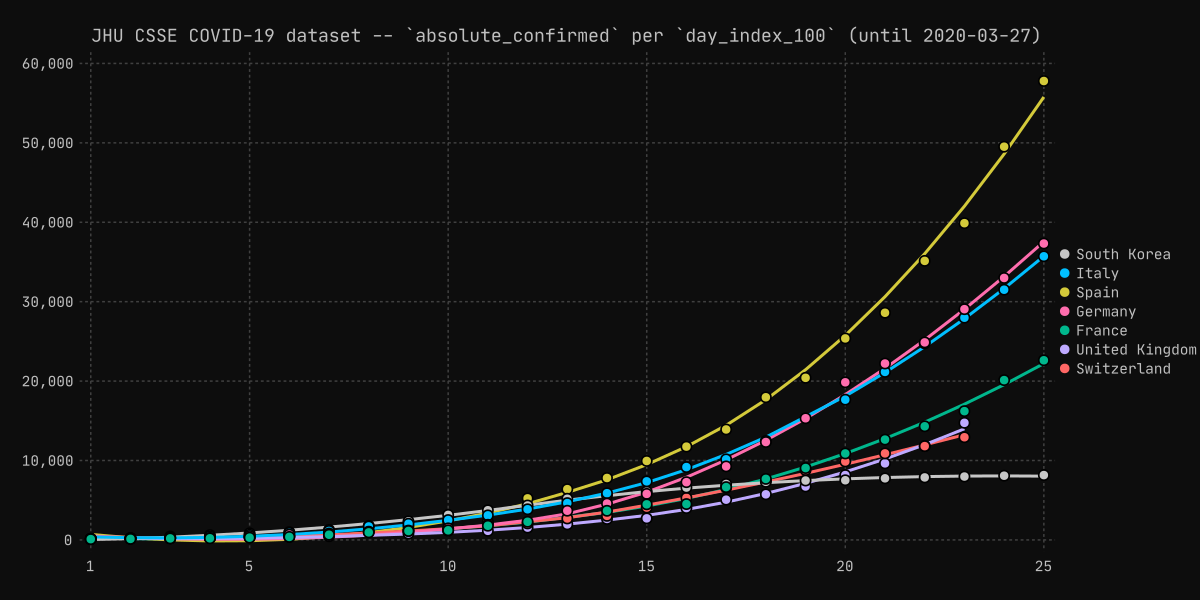 JHU CSSE COVID-19 dataset -- `absolute_confirmed` per `day_index_100` (until 2020-03-27)
60,000
50,000
40,000
30,000
20,000
10,000
0
1 5 10 15 20 25
South Korea
Italy
Spain
Germany
France
United Kingdom
Switzerland